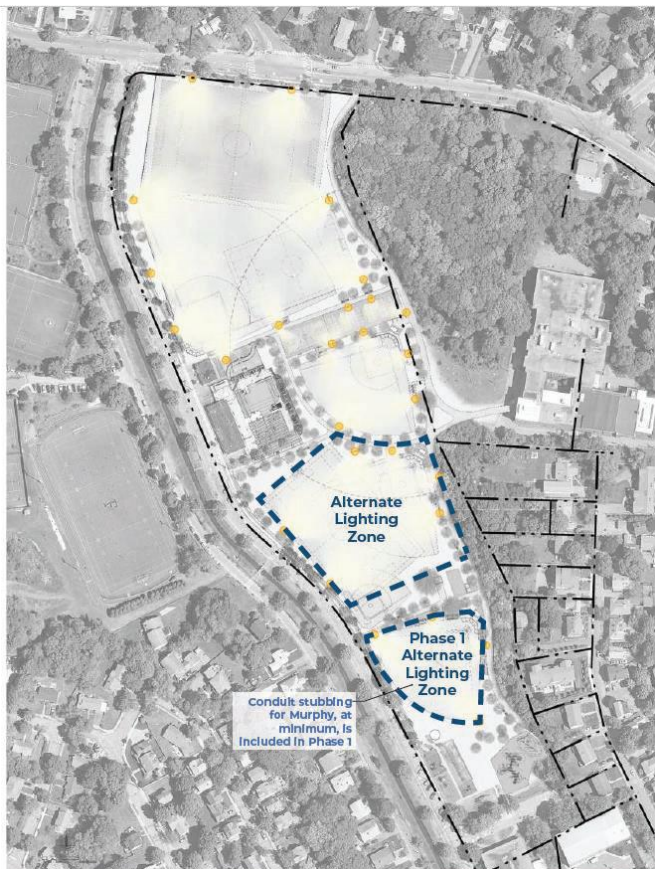 Alternate
Lighting
Zone
Phase 1
Alternate
Lighting
Zone
Conduit stubbing
for Murphy, at
minimum, is
included in Phase 1